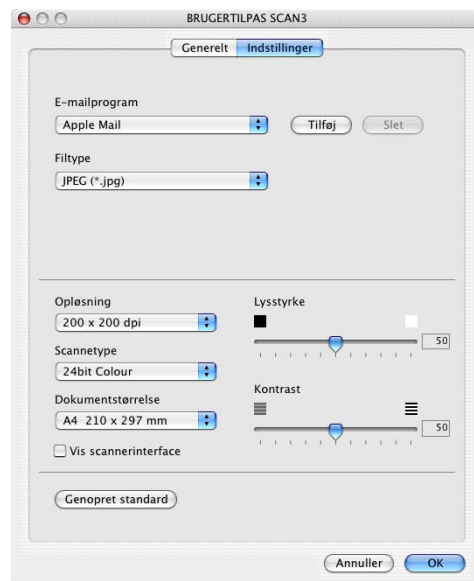 BRUGERTILPAS SCAN3
Generelt Indstillinger
E-mailprogram
Apple Mail Tilføj Slet
Filtype
JPEG (*.jpg)
Opløsning
200 x 200 dpi
Scannetype
24bit Colour
Dokumentstørrelse
A4 210 x 297 mm
Vis scannerinterface
Lysstyrke
50
Kontrast
50
Genopret standard
Annuller OK